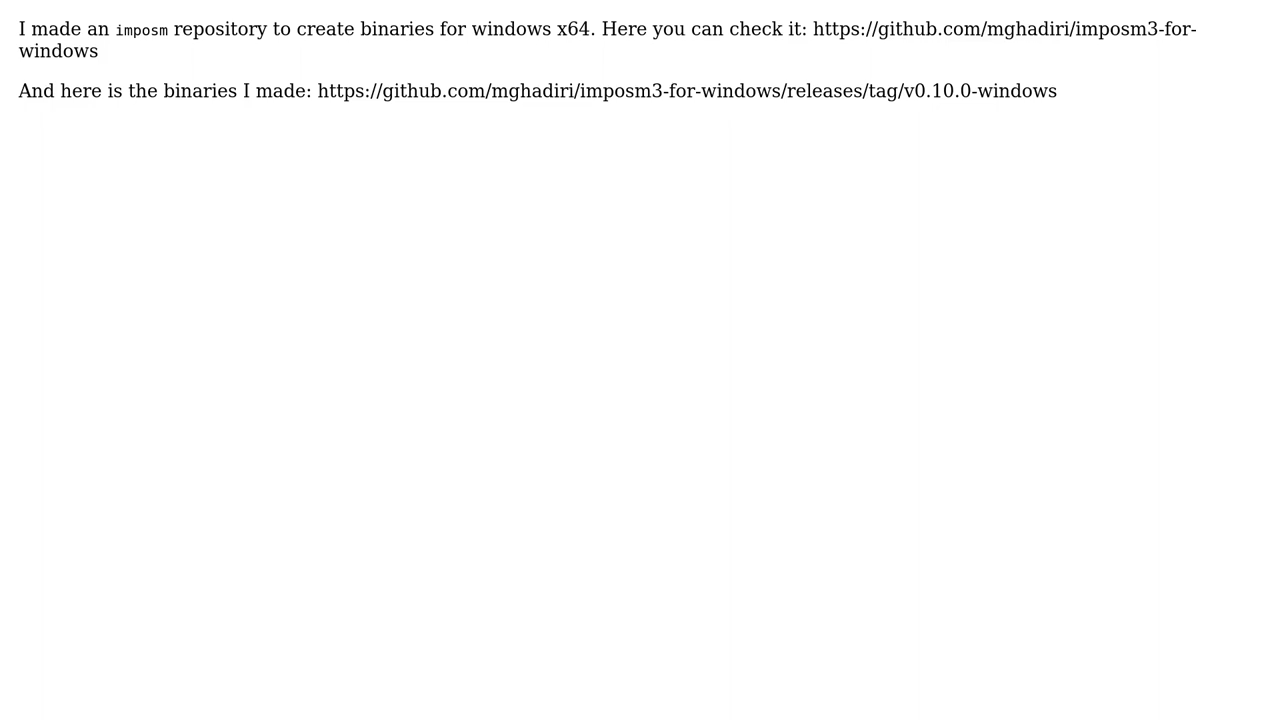 I made an imposm repository to create binaries for windows x64. Here you can check it: https://github.com/mghadiri/imposm3-for-
windows
And here is the binaries I made: https://github.com/mghadiri/imposm3-for-windows/releases/tag/v0.10.0-windows